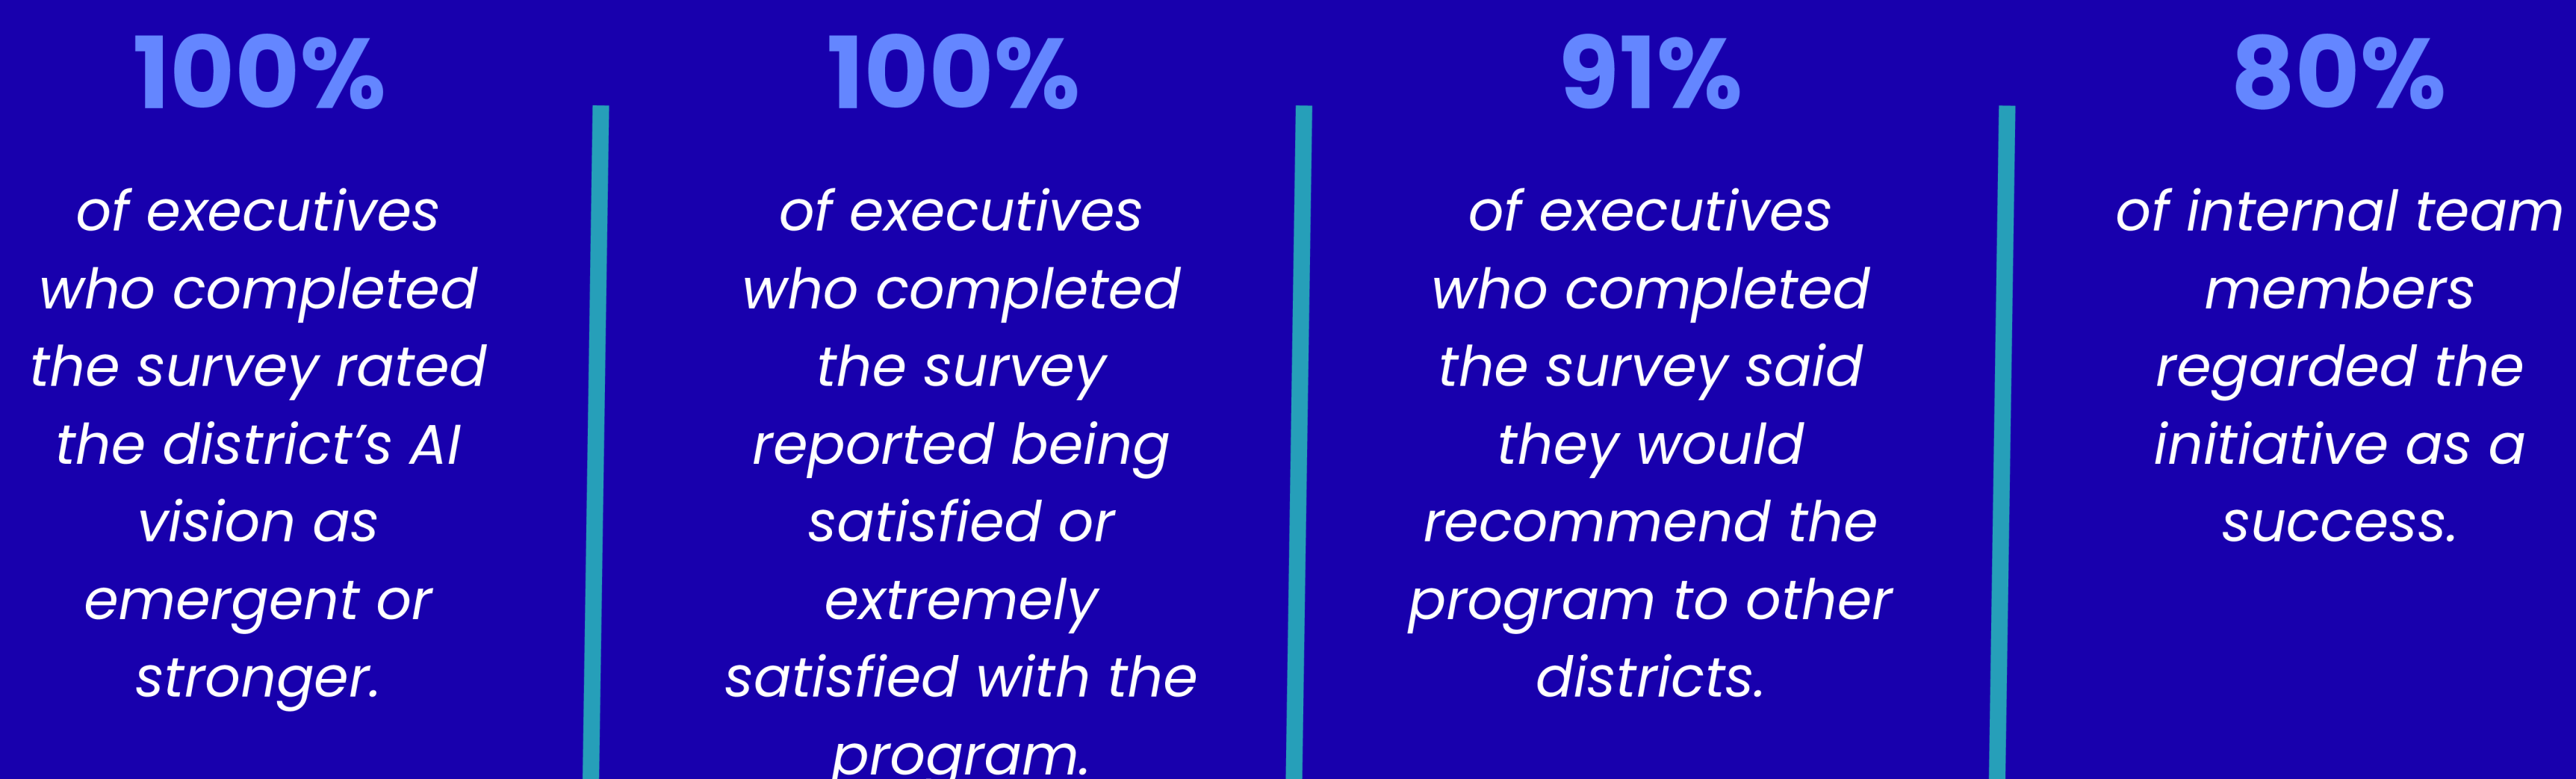 100%
of executives
who completed
the survey rated
the district’s AI
vision as
emergent or
stronger.
100%
of executives
who completed
the survey
reported being
satisfied or
extremely
satisfied with the
program.
91%
of executives
who completed
the survey said
they would
recommend the
program to other
districts.
80%
of internal team
members
regarded the
initiative as a
success.